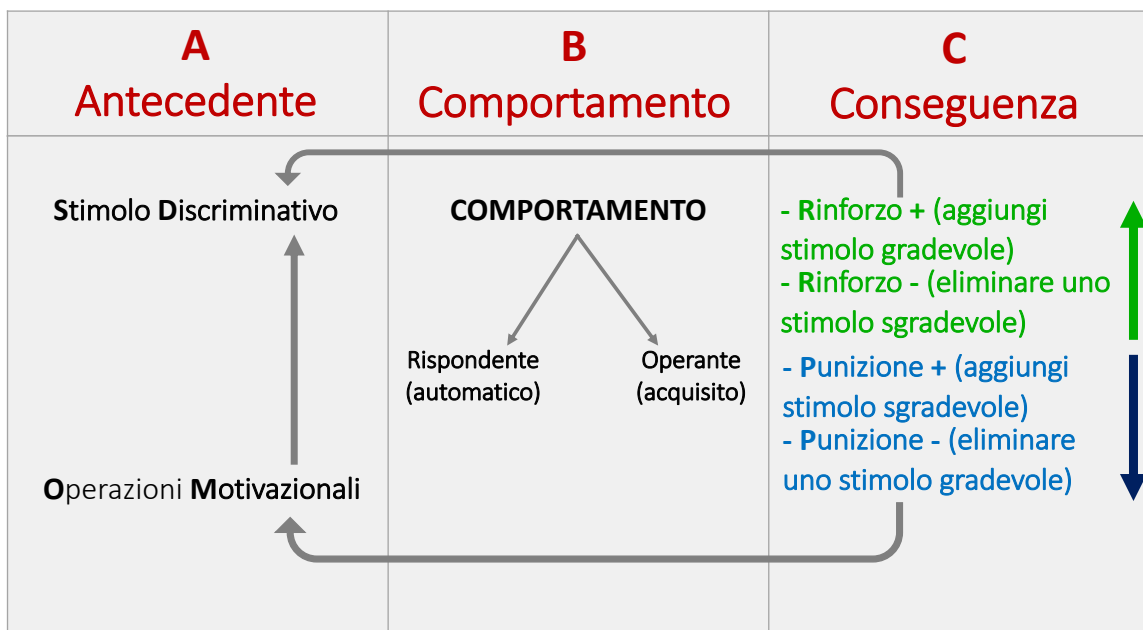 A
Antecedente
B
Comportamento
C
Conseguenza
Stimolo Discriminativo
Operazioni Motivazionali
COMPORTAMENTO
Rispondente
(automatico)
Operante
(acquisito)
- Rinforzo + (aggiungi
stimolo gradevole)
- Rinforzo - (eliminare uno
stimolo sgradevole)
- Punizione + (aggiungi
stimolo sgradevole)
- Punizione - (eliminare
uno stimolo gradevole)